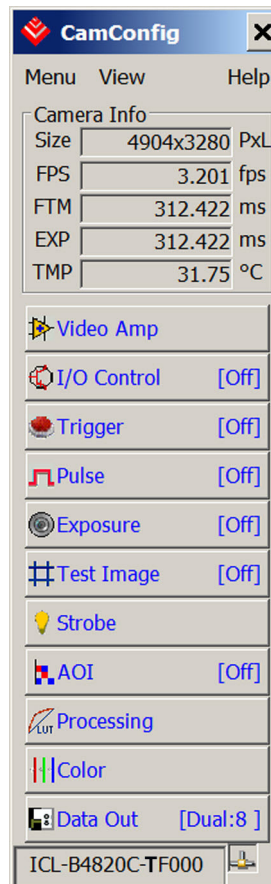 CamConfig
Menu View Help
Camera Info
Size 4904x3280 PxL
FPS 3.201 fps
FTM 312.422 ms
EXP 312.422 ms
TMP 31.75 °C
Video Amp
I/O Control [Off]
Trigger [Off]
Pulse [Off]
Exposure [Off]
Test Image [Off]
Strobe
AOI [Off]
LUT Processing
Color
Data Out [Dual:8 ]
ICL-B4820C-TF000